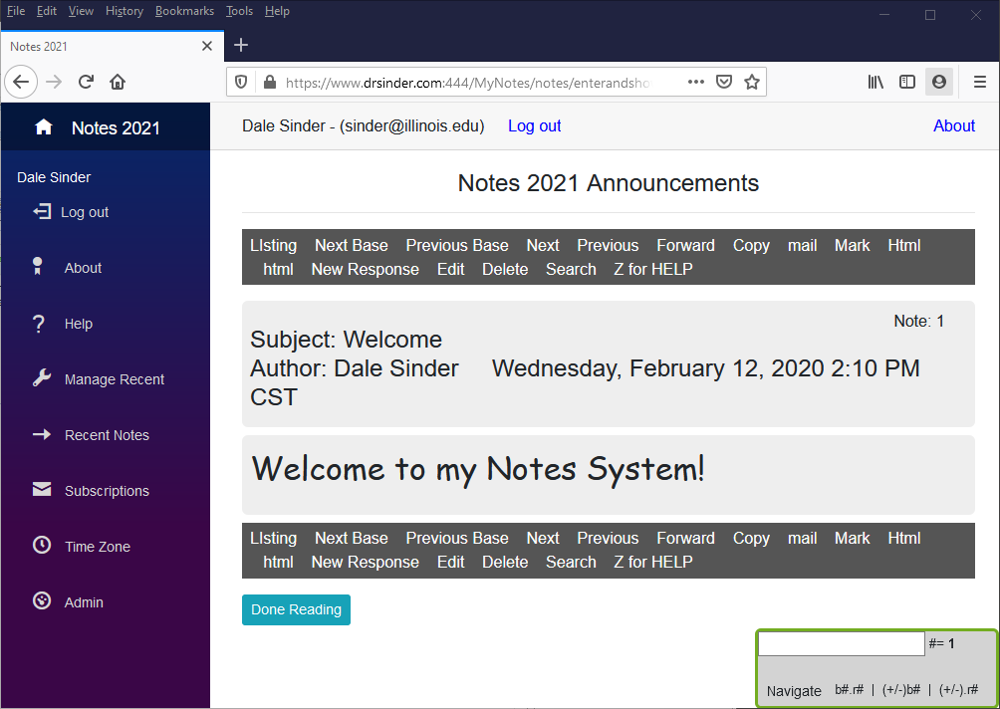 File Edit View History Bookmarks Tools Help
Notes 2021
https://www.drsinder.com:444/MyNotes/notes/enterandsho
Notes 2021
Dale Sinder - (sinder@illinois.edu) Log out About
Dale Sinder
Log out
About
Help
Manage Recent
Recent Notes
Subscriptions
Time Zone
Admin
Notes 2021 Announcements
LIsting Next Base Previous Base Next Previous Forward Copy mail Mark Html
html New Response Edit Delete Search Z for HELP
Note: 1
Subject: Welcome
Author: Dale Sinder Wednesday, February 12, 2020 2:10 PM
CST
Welcome to my Notes System!
LIsting Next Base Previous Base Next Previous Forward Copy mail Mark Html
html New Response Edit Delete Search Z for HELP
Done Reading
#= 1
Navigate b#.r# | (+/-)b# | (+/-).r#